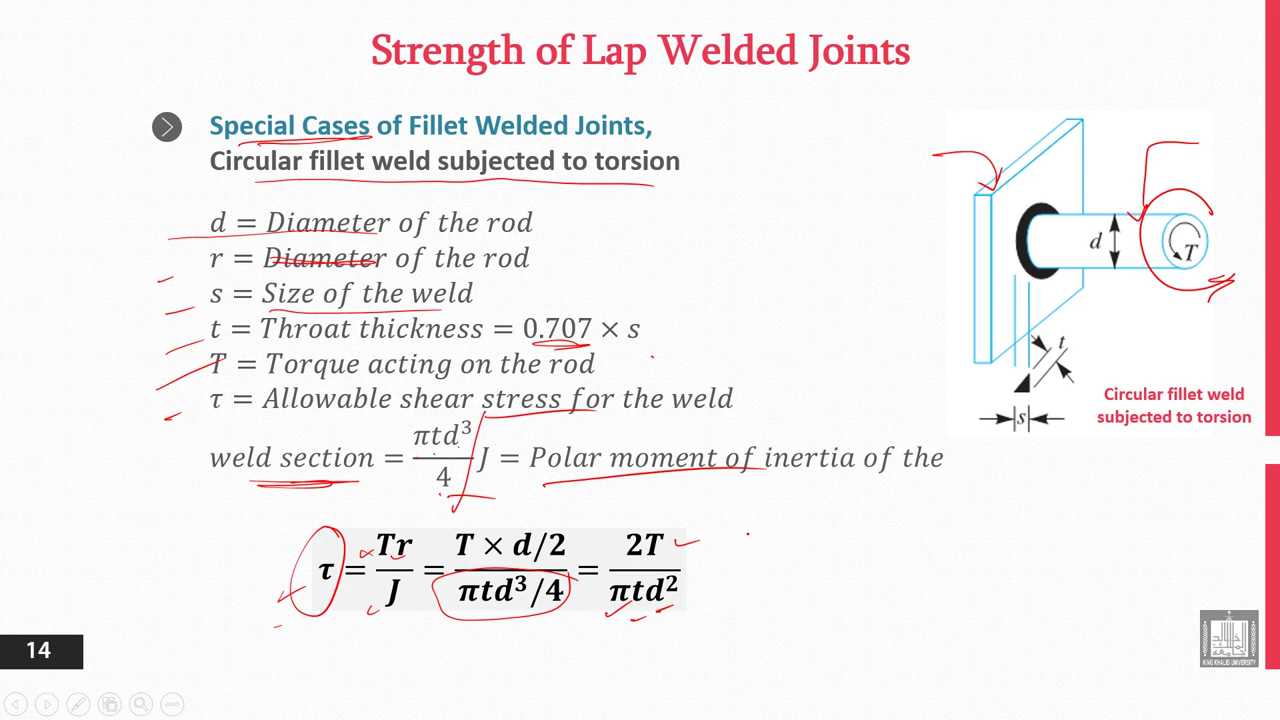 Strength of Lap Welded Joints
Special Cases of Fillet Welded Joints,
Circular fillet weld subjected to torsion
d = Diameter of the rod
r = Diameter of the rod
s = Size of the weld
t = Throat thickness = 0.707 × s
T = Torque acting on the rod
τ = Allowable shear stress for the weld
weld section = πtd³/4 J = Polar moment of inertia of the
τ = Tr/J = T × d/2 / πtd³/4 = 2T/πtd²
d
T
t
s
Circular fillet weld
subjected to torsion
14
KING KHALID UNIVERSITY